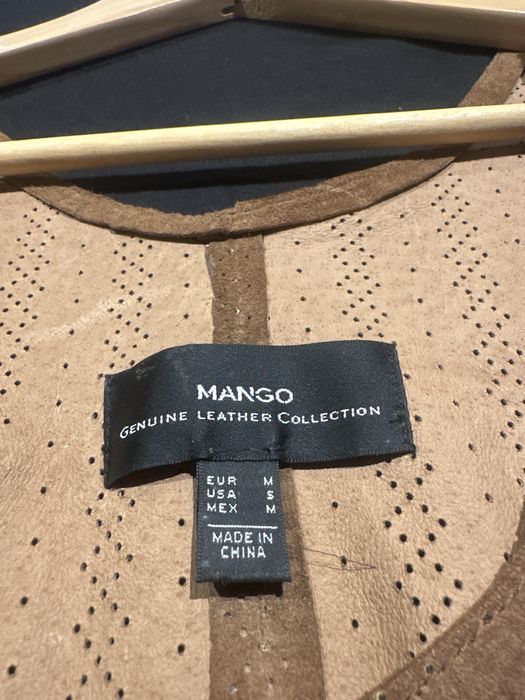 MANGO
GENUINE LEATHER COLLECTION
EUR M
USA S
MEX M
MADE IN
CHINA